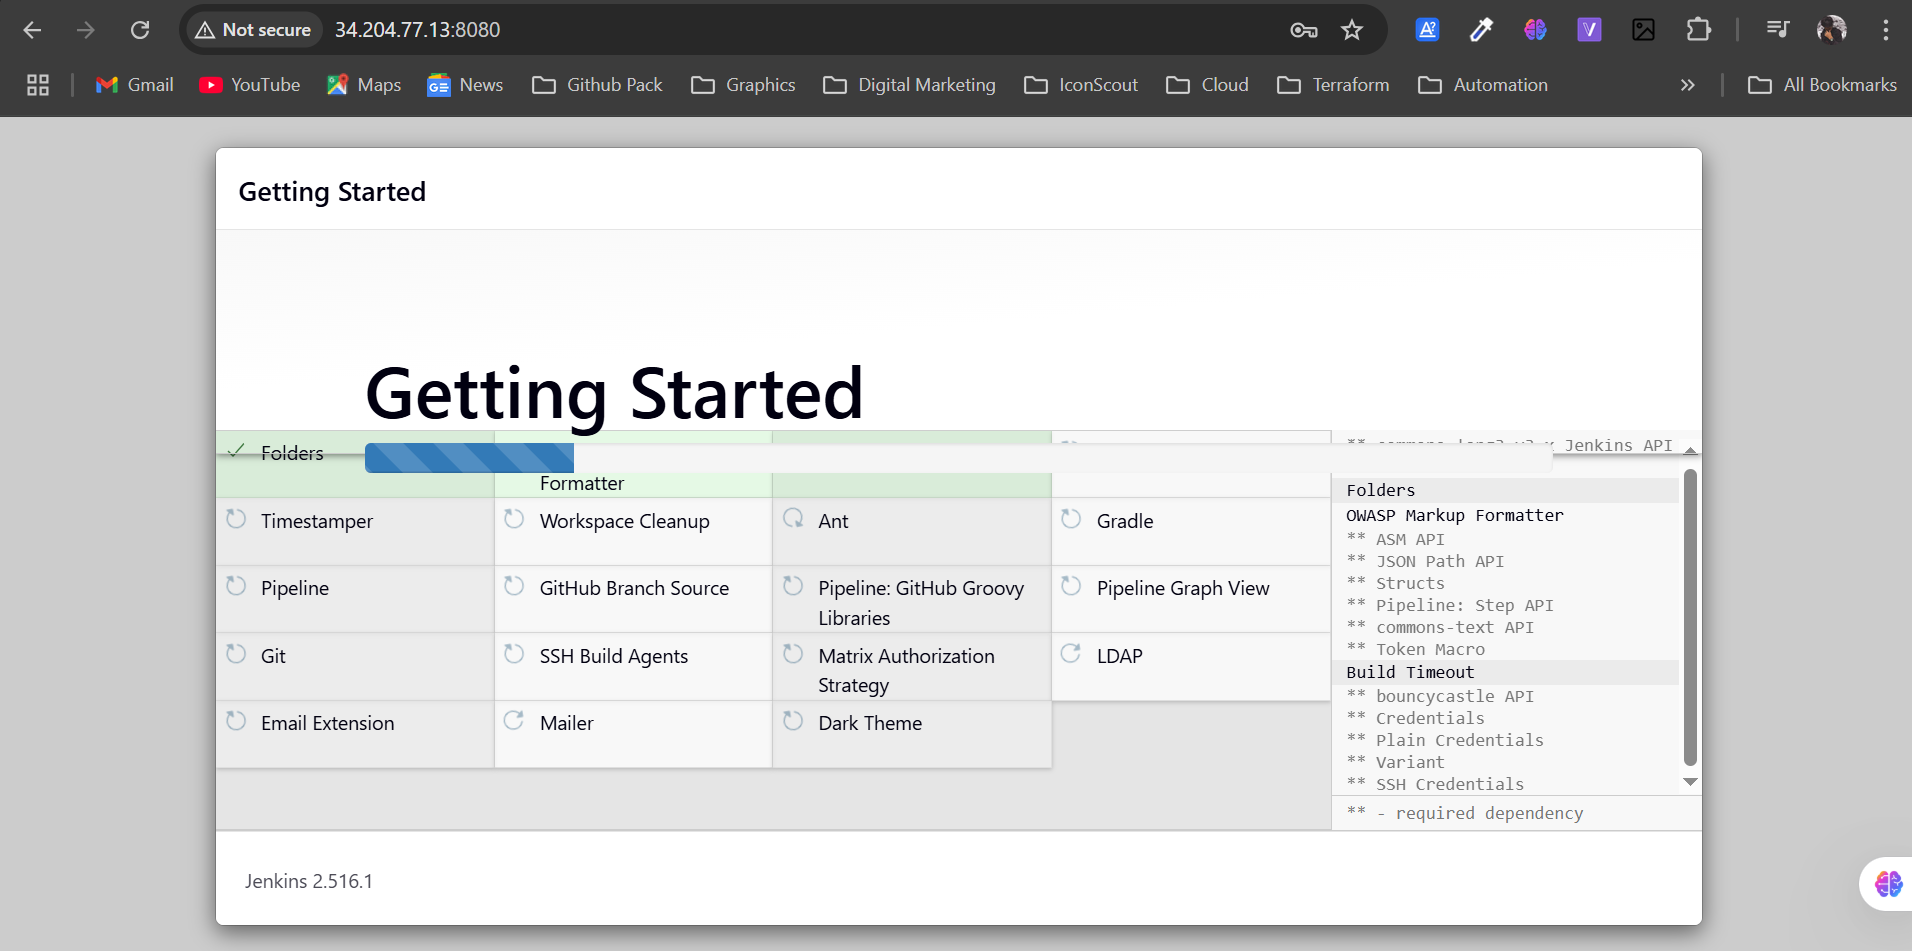 Not secure
34.204.77.13:8080
Gmail
YouTube
Maps
News
Github Pack
Graphics
Digital Marketing
IconScout
Cloud
Terraform
Automation
All Bookmarks
Getting Started
Getting Started
Folders
Formatter
Timestamper
Workspace Cleanup
Ant
Gradle
Pipeline
GitHub Branch Source
Pipeline: GitHub Groovy
Libraries
Pipeline Graph View
Git
SSH Build Agents
Matrix Authorization
Strategy
LDAP
Email Extension
Mailer
Dark Theme
Jenkins API
Folders
OWASP Markup Formatter
** ASM API
** JSON Path API
** Structs
** Pipeline: Step API
** commons-text API
** Token Macro
Build Timeout
** bouncycastle API
** Credentials
** Plain Credentials
** Variant
** SSH Credentials
** - required dependency
Jenkins 2.516.1